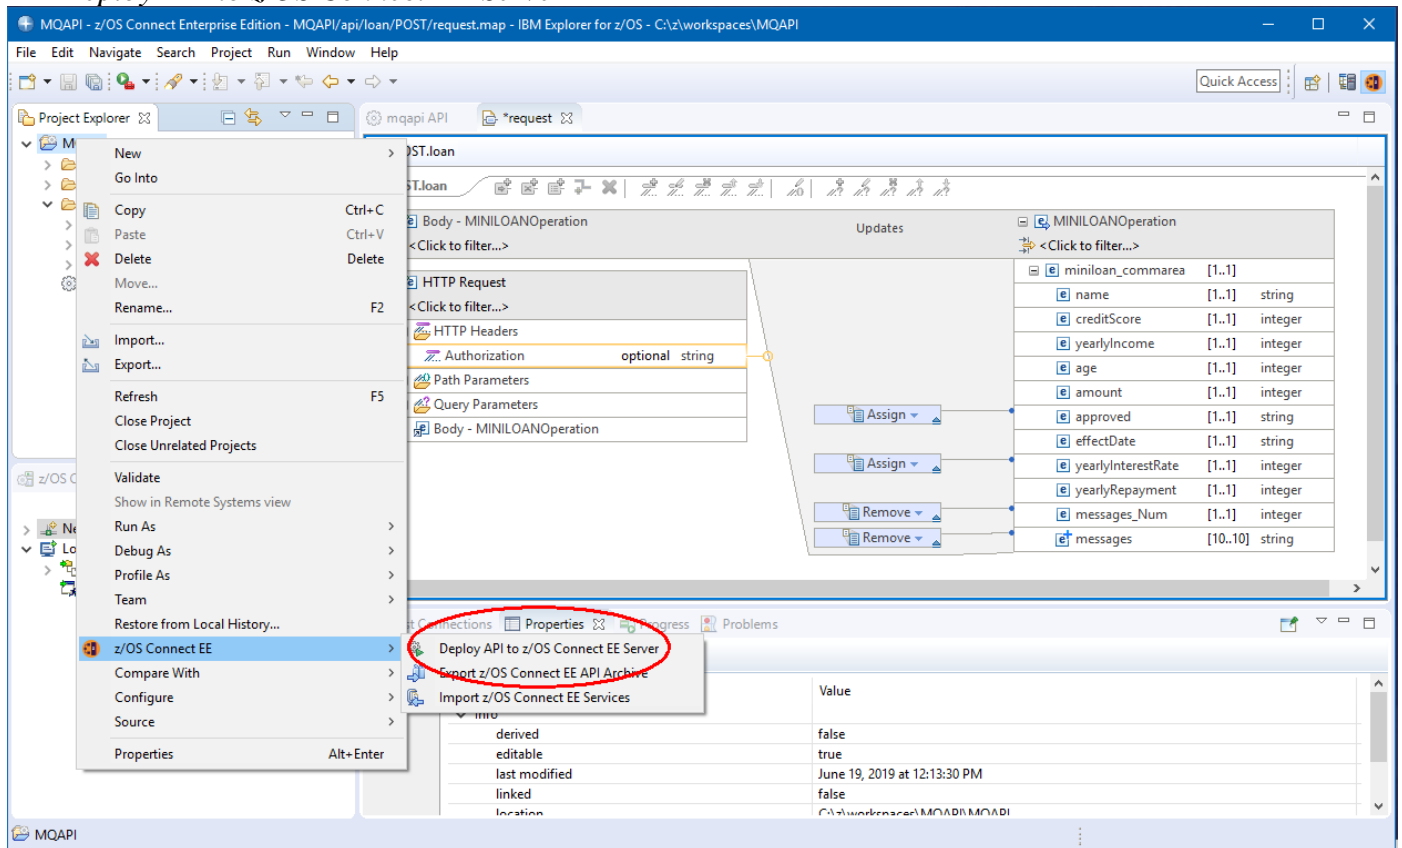 MQAPI - z/OS Connect Enterprise Edition - MQAPI/api/loan/POST/request.map - IBM Explorer for z/OS - C:\z\workspaces\MQAPI
File Edit Navigate Search Project Run Window Help
Quick Access
Project Explorer
mqapi API
*request
New
Go Into
Copy Ctrl+C
Paste Ctrl+V
Delete Delete
Move...
Rename... F2
Import...
Export...
Refresh F5
Close Project
Close Unrelated Projects
Validate
Show in Remote Systems view
Run As
Debug As
Profile As
Team
Restore from Local History...
z/OS Connect EE
Compare With
Configure
Source
Properties Alt+Enter
Deploy API to z/OS Connect EE Server
Export z/OS Connect EE API Archive
Import z/OS Connect EE Services
z/OS C
Body - MINILOANOperation
<Click to filter...>
HTTP Request
<Click to filter...>
HTTP Headers
Authorization optional string
Path Parameters
Query Parameters
Body - MINILOANOperation
Updates
Assign
Assign
Remove
Remove
MINILOANOperation
<Click to filter...>
miniloan_commarea [1..1]
name [1..1] string
creditScore [1..1] integer
yearlyIncome [1..1] integer
age [1..1] integer
amount [1..1] integer
approved [1..1] string
effectDate [1..1] string
yearlyInterestRate [1..1] integer
yearlyRepayment [1..1] integer
messages_Num [1..1] integer
messages [10..10] string
Properties Progress Problems
Value
Info
derived false
editable true
last modified June 19, 2019 at 12:13:30 PM
linked false
location C:\z\workspaces\MQAPI\MQAPI
MQAPI